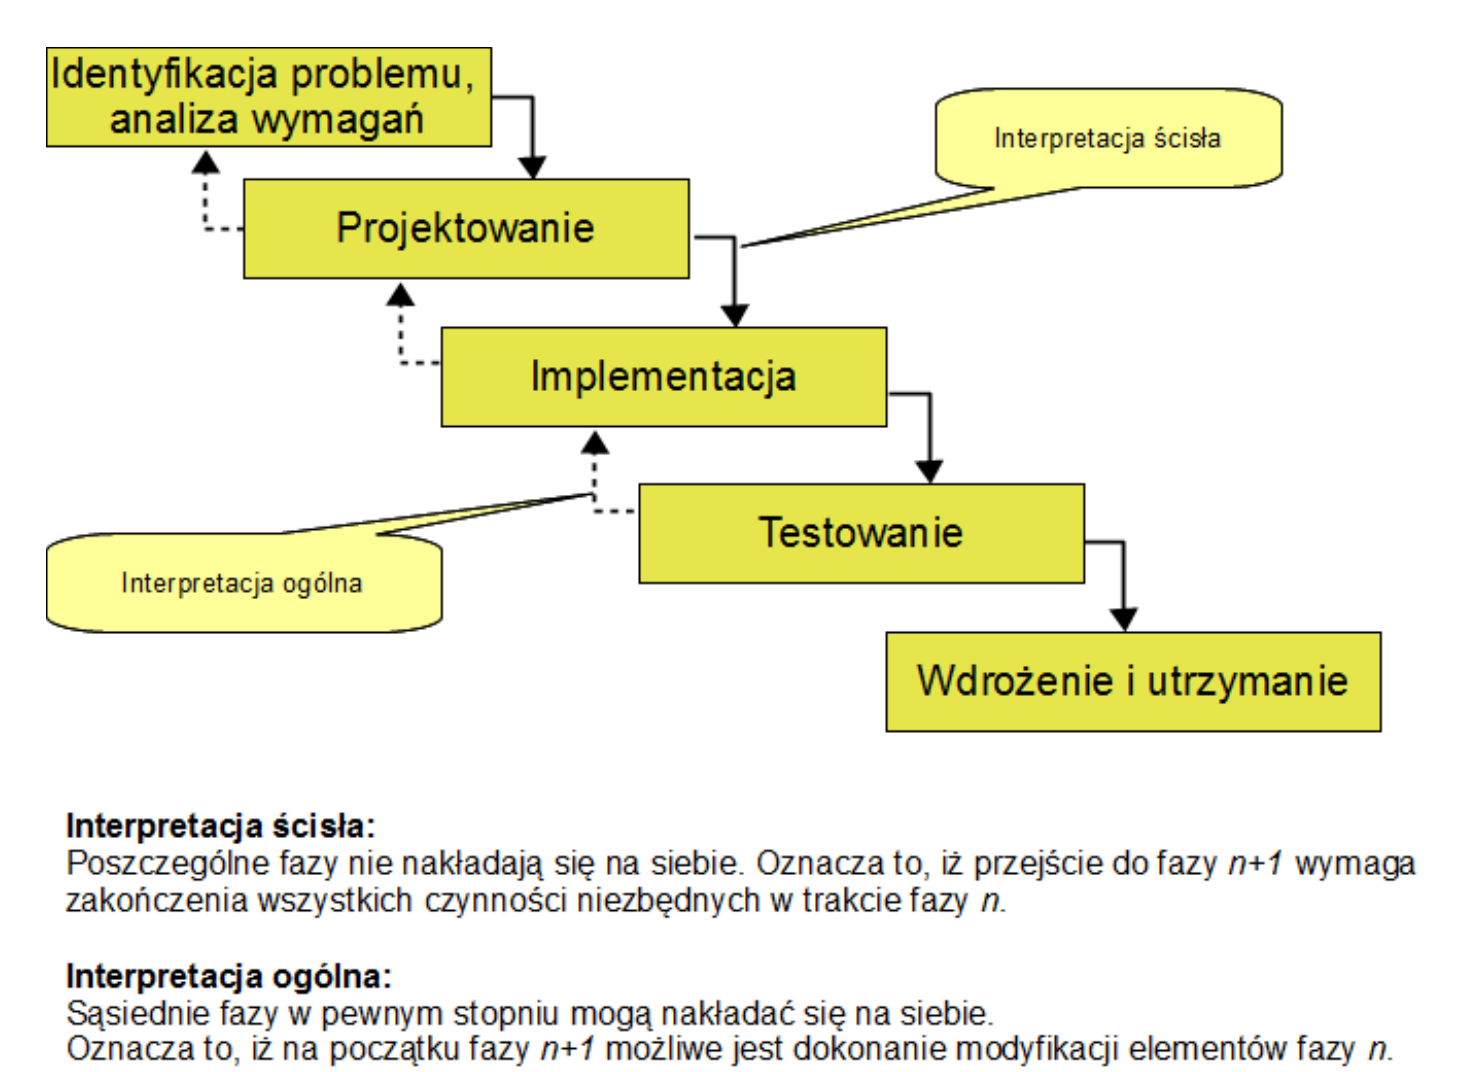 Identyfikacja problemu,
analiza wymagań
Interpretacja ścisła
Projektowanie
Implementacja
Testowanie
Interpretacja ogólna
Wdrożenie i utrzymanie
Interpretacja ścisła:
Poszczególne fazy nie nakładają się na siebie. Oznacza to, iż przejście do fazy n+1 wymaga
zakończenia wszystkich czynności niezbędnych w trakcie fazy n.
Interpretacja ogólna:
Sąsiednie fazy w pewnym stopniu mogą nakładać się na siebie.
Oznacza to, iż na początku fazy n+1 możliwe jest dokonanie modyfikacji elementów fazy n.